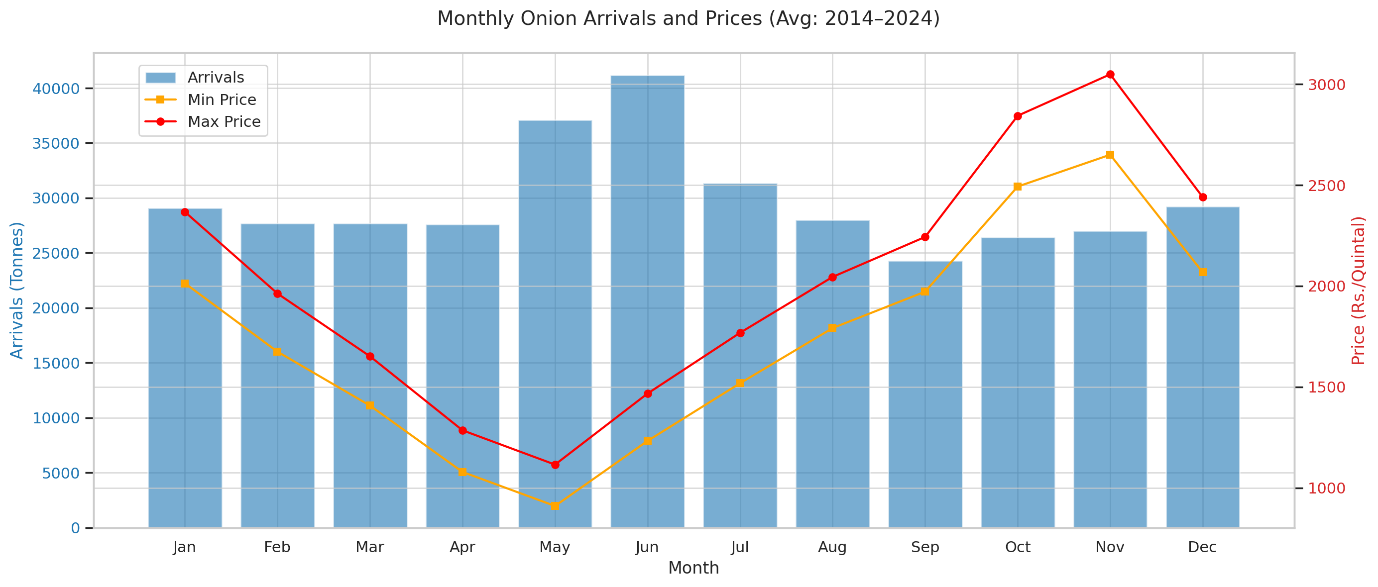 Monthly Onion Arrivals and Prices (Avg: 2014–2024)
Arrivals
Min Price
Max Price
Arrivals (Tonnes)
40000
35000
30000
25000
20000
15000
10000
5000
0
3000
2500
2000
1500
1000
Price (Rs./Quintal)
Jan Feb Mar Apr May Jun Jul Aug Sep Oct Nov Dec
Month